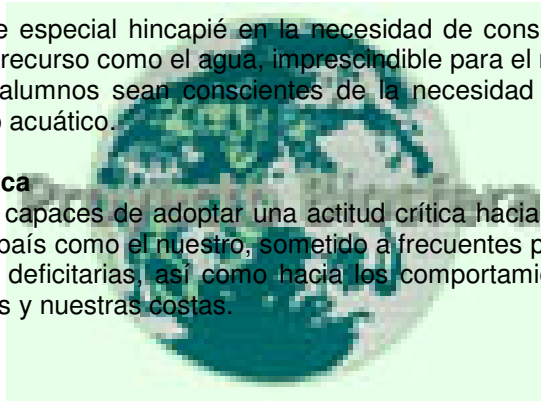 e especial hincapié en la necesidad de cons
recurso como el agua, imprescindible para el
alumnos sean conscientes de la necesidad
o acuático.
ca
Proyecto Biosfera
capaces de adoptar una actitud crítica hacia
país como el nuestro, sometido a frecuentes p
deficitarias, así como hacia los comportami
s y nuestras costas.